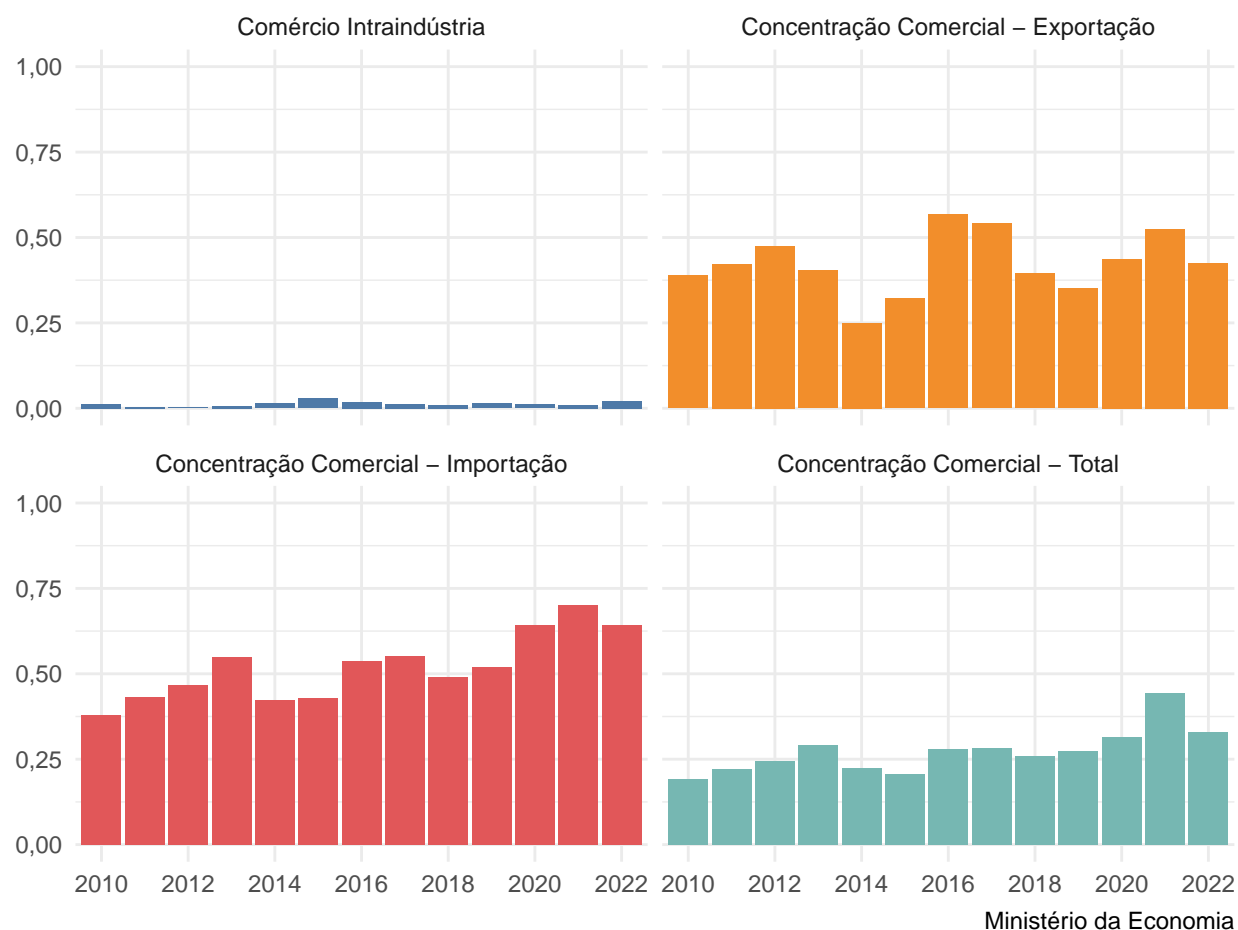 Comércio Intraindústria
Concentração Comercial – Exportação
1,00
0,75
0,50
0,25
0,00
Concentração Comercial – Importação
Concentração Comercial – Total
1,00
0,75
0,50
0,25
0,00
2010 2012 2014 2016 2018 2020 2022
2010 2012 2014 2016 2018 2020 2022
Ministério da Economia